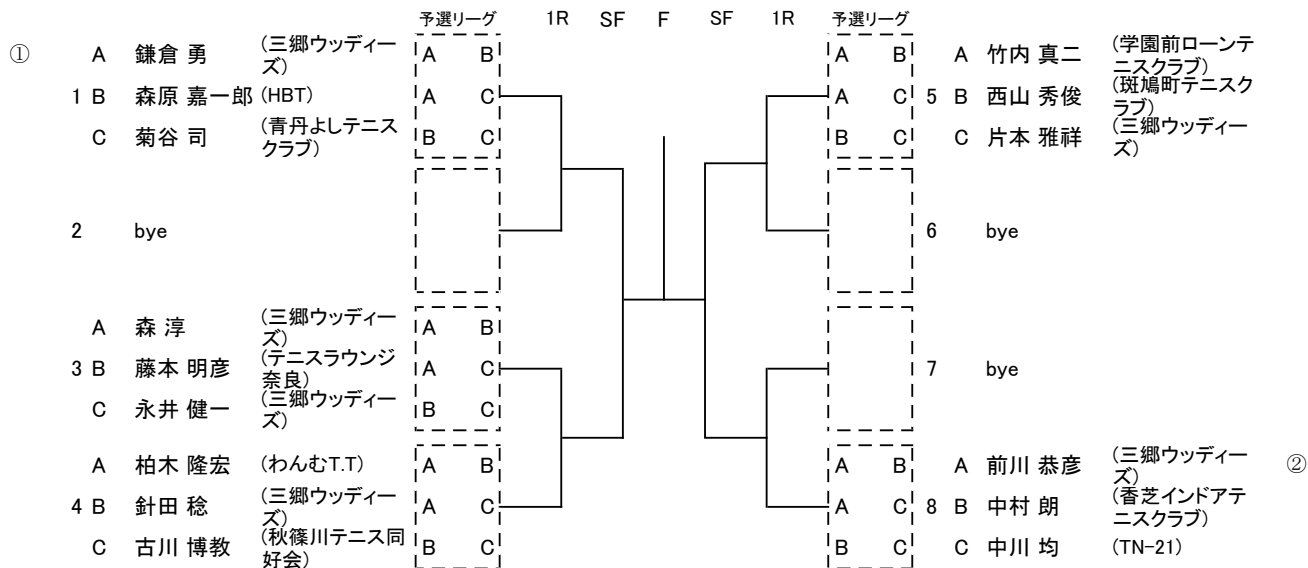 予選リーグ 1R SF F SF 1R 予選リーグ
① A 鎌倉 勇 (三郷ウッディーズ) A B
1 B 森原 嘉一郎 (HBT) A C
C 菊谷 司 (青丹よしテニスクラブ) B C
2 bye
A 森 淳 (三郷ウッディーズ) A B
3 B 藤本 明彦 (テニスラウンジ奈良) A C
C 永井 健一 (三郷ウッディーズ) B C
A 柏木 隆宏 (わんむT.T) A B
4 B 針田 稔 (三郷ウッディーズ) A C
C 古川 博教 (秋篠川テニス同好会) B C
A B A 竹内 真二 (学園前ローンテニスクラブ)
A C 5 B 西山 秀俊 (斑鳩町テニスクラブ)
B C C 片本 雅祥 (三郷ウッディーズ)
6 bye
7 bye
A B A 前川 恭彦 (三郷ウッディーズ) ②
A C 8 B 中村 朗 (香芝インドアテニスクラブ)
B C C 中川 均 (TN-21)